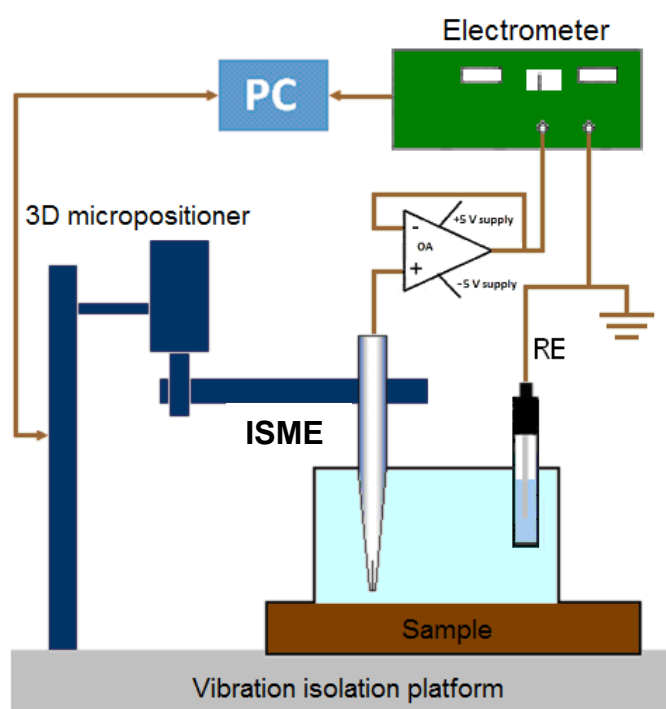 Electrometer
PC
3D micropositioner
+5 V supply
-
OA
+
−5 V supply
RE
ISME
Sample
Vibration isolation platform